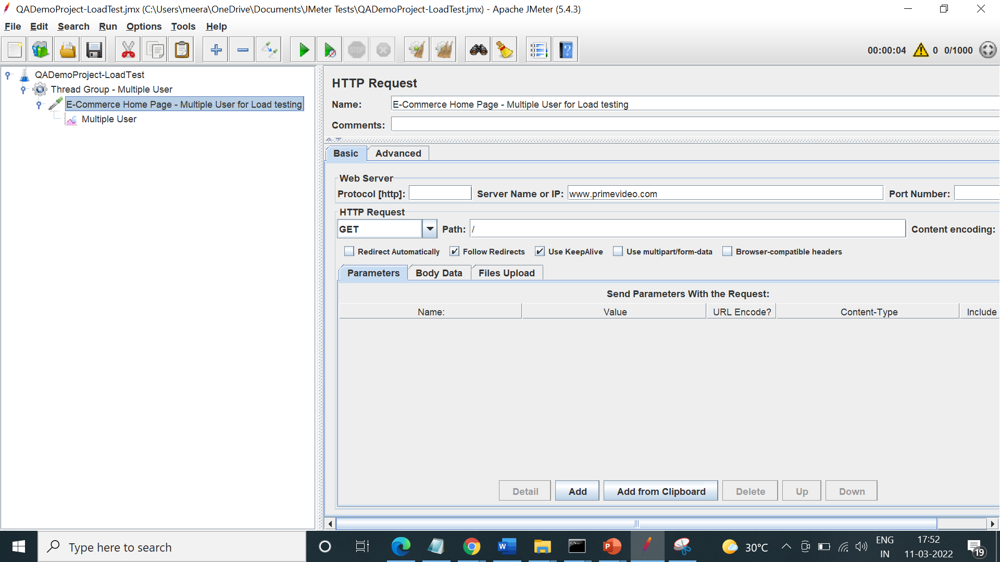 QADemoProject-LoadTest.jmx (C:\Users\meera\OneDrive\Documents\JMeter Tests\QADemoProject-LoadTest.jmx) - Apache JMeter (5.4.3)
File Edit Search Run Options Tools Help
STOP
00:00:04 0 0/1000
QADemoProject-LoadTest
Thread Group - Multiple User
E-Commerce Home Page - Multiple User for Load testing
Multiple User
HTTP Request
Name: E-Commerce Home Page - Multiple User for Load testing
Comments:
Basic Advanced
Web Server
Protocol [http]: Server Name or IP: www.primevideo.com Port Number:
HTTP Request
GET Path: / Content encoding:
Redirect Automatically Follow Redirects Use KeepAlive Use multipart/form-data Browser-compatible headers
Parameters Body Data Files Upload
Send Parameters With the Request:
Name: Value URL Encode? Content-Type Include
Detail Add Add from Clipboard Delete Up Down
Type here to search
30°C
ENG
IN
17:52
11-03-2022
19